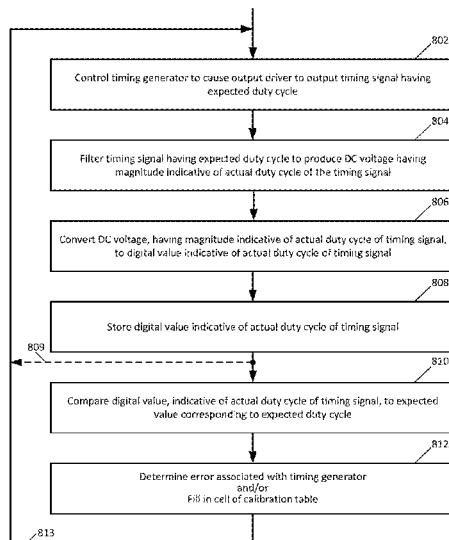 802
Control timing generator to cause output driver to output timing signal having
expected duty cycle
804
Filter timing signal having expected duty cycle to produce DC voltage having
magnitude indicative of actual duty cycle of the timing signal
806
Convert DC voltage, having magnitude indicative of actual duty cycle of timing signal,
to digital value indicative of actual duty cycle of timing signal
808
Store digital value indicative of actual duty cycle of timing signal
809
820
Compare digital value, indicative of actual duty cycle of timing signal, to expected
value corresponding to expected duty cycle
812
Determine error associated with timing generator
and/or
Fill in cell of calibration table
813